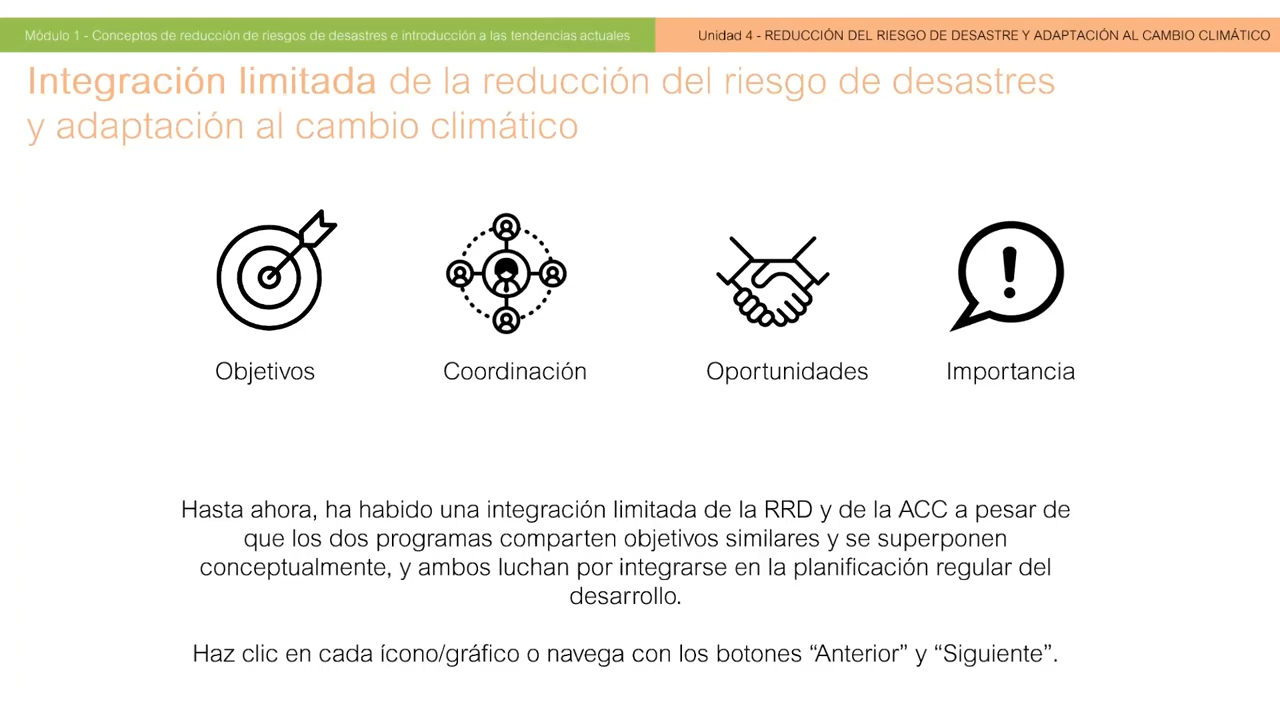 Módulo 1 - Conceptos de reducción de riesgos de desastres e introducción a las tendencias actuales
Unidad 4 - REDUCCIÓN DEL RIESGO DE DESASTRE Y ADAPTACIÓN AL CAMBIO CLIMÁTICO
Integración limitada de la reducción del riesgo de desastres
y adaptación al cambio climático
Objetivos
Coordinación
Oportunidades
Importancia
Hasta ahora, ha habido una integración limitada de la RRD y de la ACC a pesar de
que los dos programas comparten objetivos similares y se superponen
conceptualmente, y ambos luchan por integrarse en la planificación regular del
desarrollo.
Haz clic en cada ícono/gráfico o navega con los botones “Anterior” y “Siguiente”.